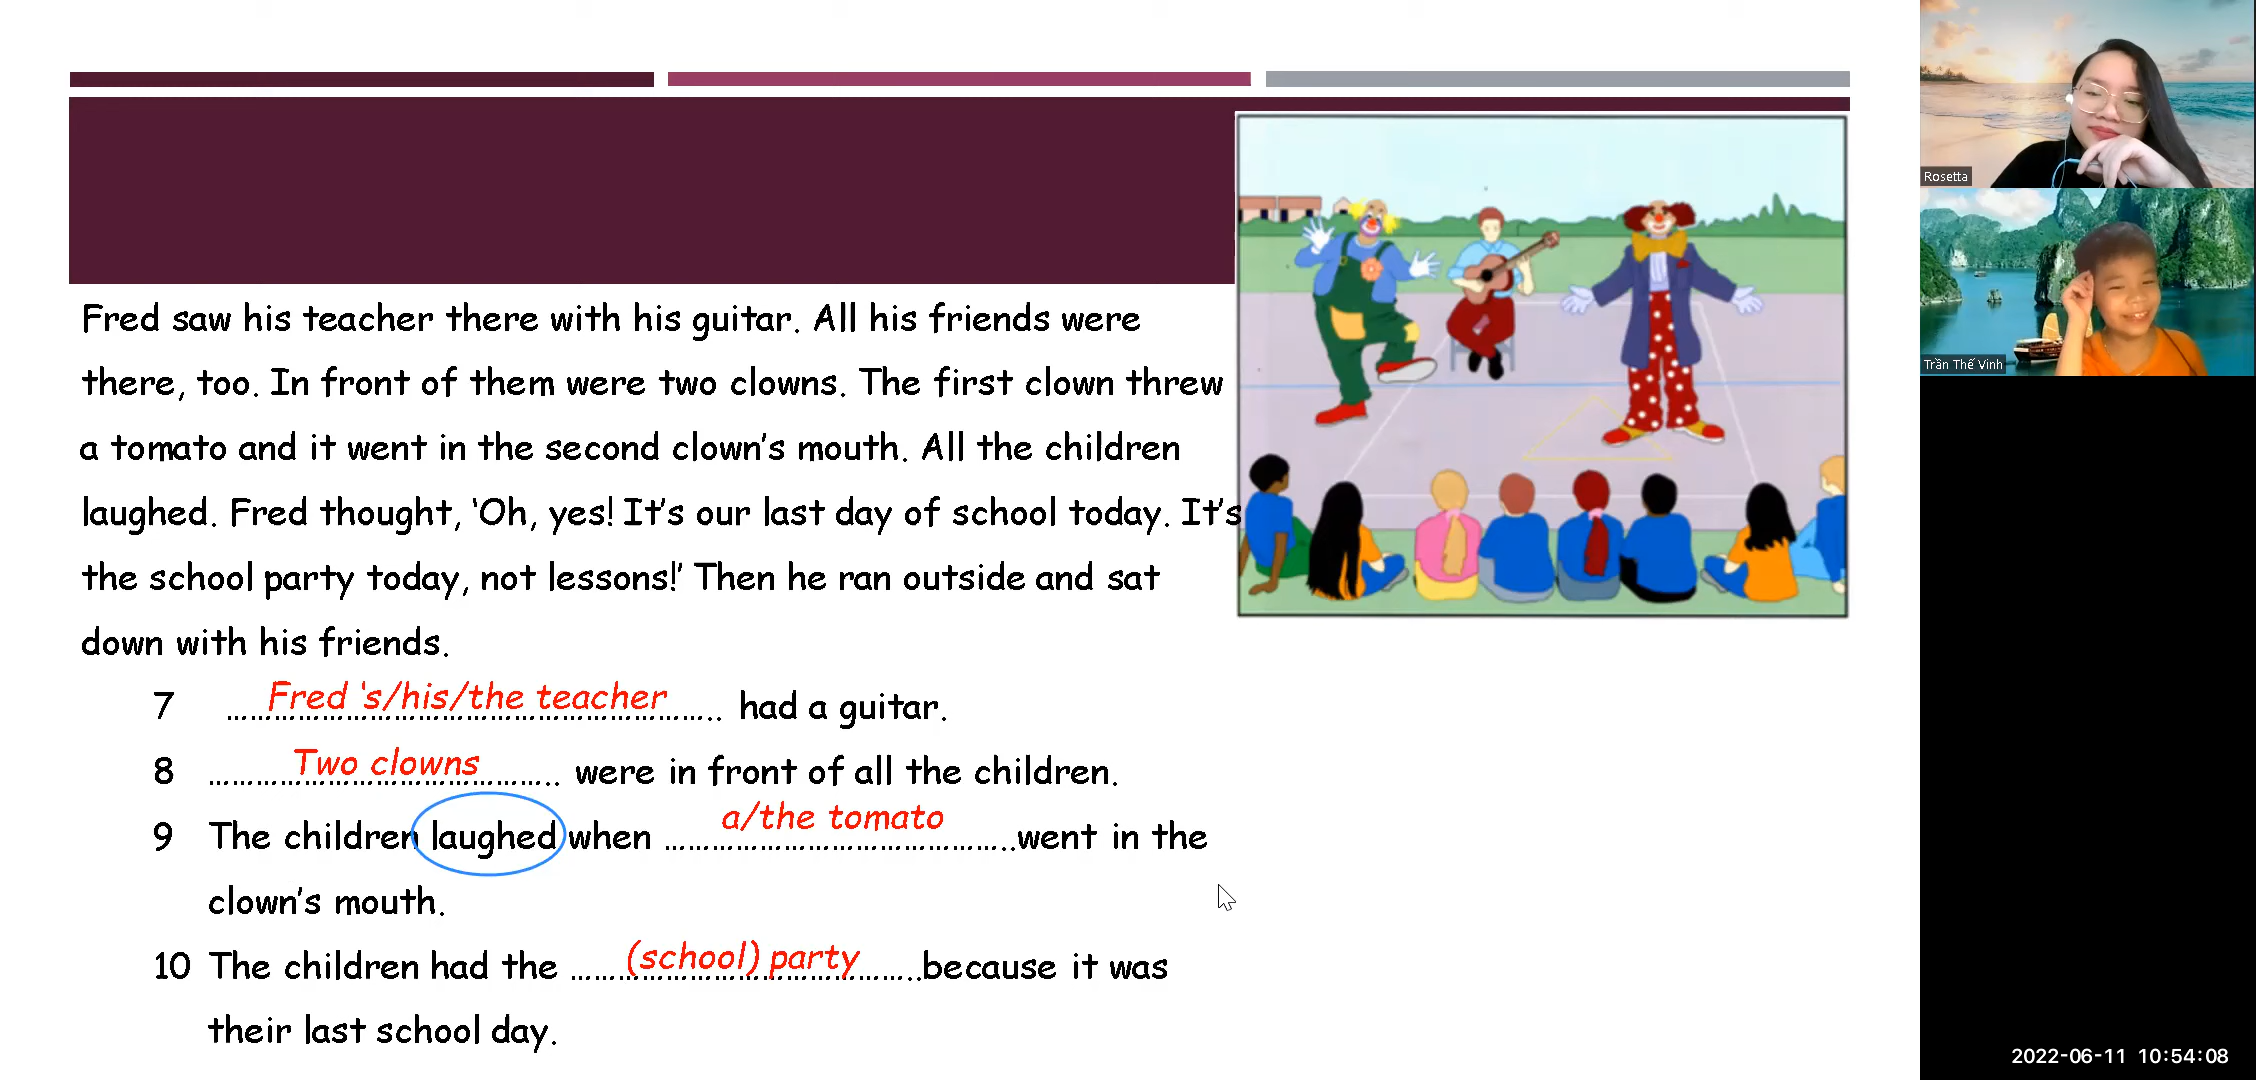 Fred saw his teacher there with his guitar. All his friends were
there, too. In front of them were two clowns. The first clown threw
a tomato and it went in the second clown's mouth. All the children
laughed. Fred thought, 'Oh, yes! It's our last day of school today. It's
the school party today, not lessons!' Then he ran outside and sat
down with his friends.
7 Fred 's/his/the teacher had a guitar.
8 Two clowns were in front of all the children.
9 The children laughed when a/the tomato went in the
clown's mouth.
10 The children had the (school) party because it was
their last school day.
Rosetta
Trần Thế Vinh
2022-06-11 10:54:08